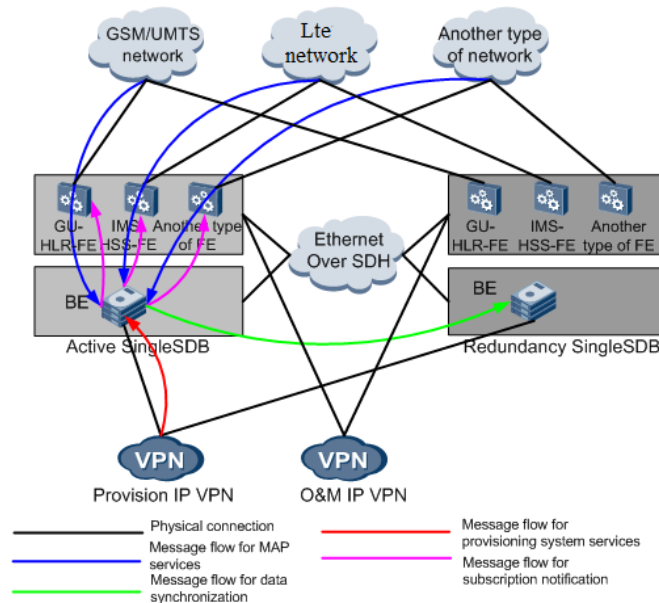 GSM/UMTS
network
Lte
network
Another type
of network
GU-
HLR-FE
IMS-
HSS-FE
Another type
of FE
GU-
HLR-FE
IMS-
HSS-FE
Another
type of FE
Ethernet
Over SDH
BE
BE
Active SingleSDB
Redundancy SingleSDB
VPN
VPN
Provision IP VPN
O&M IP VPN
Physical connection
Message flow for MAP
services
Message flow for data
synchronization
Message flow for
provisioning system services
Message flow for
subscription notification